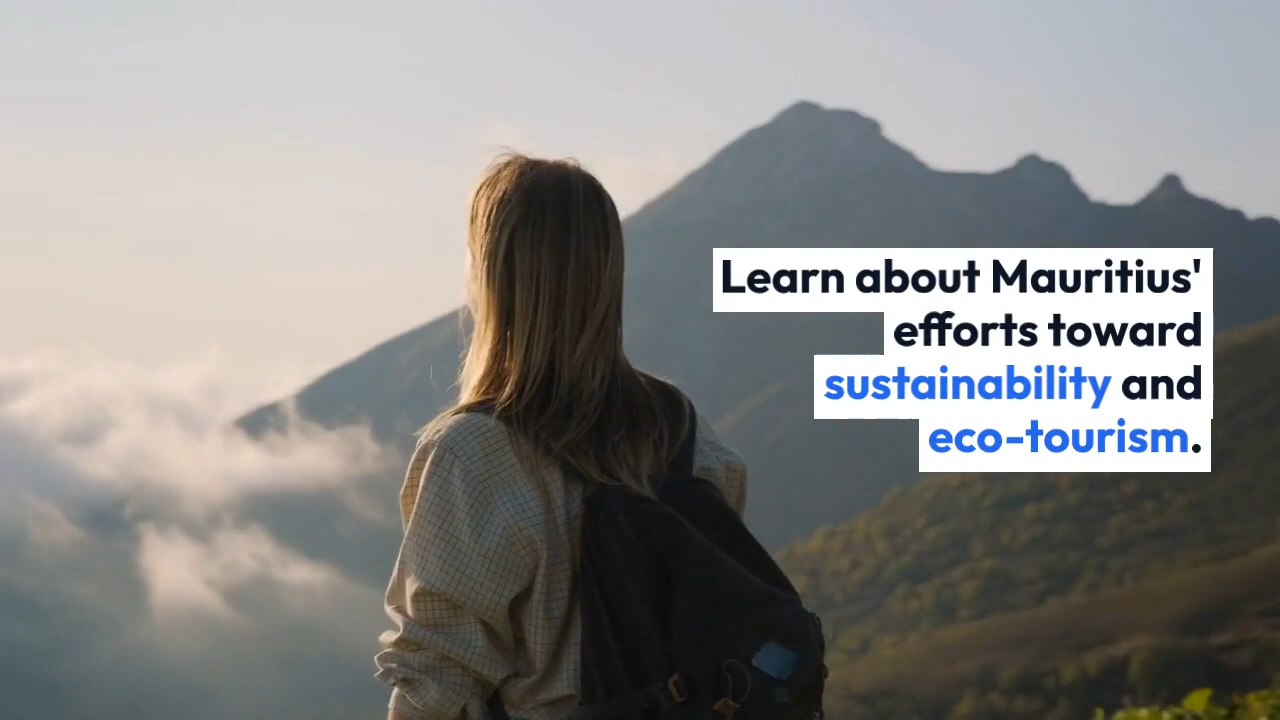 Learn about Mauritius'
efforts toward
sustainability and
eco-tourism.